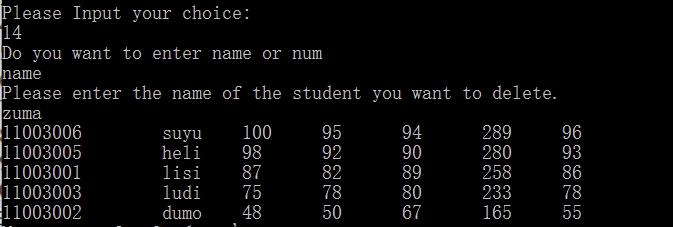 Please Input your choice:
14
Do you want to enter name or num
name
Please enter the name of the student you want to delete.
zuma
11003006 suyu 100 95 94 289 96
11003005 heli 98 92 90 280 93
11003001 lisi 87 82 89 258 86
11003003 ludi 75 78 80 233 78
11003002 dumo 48 50 67 165 55